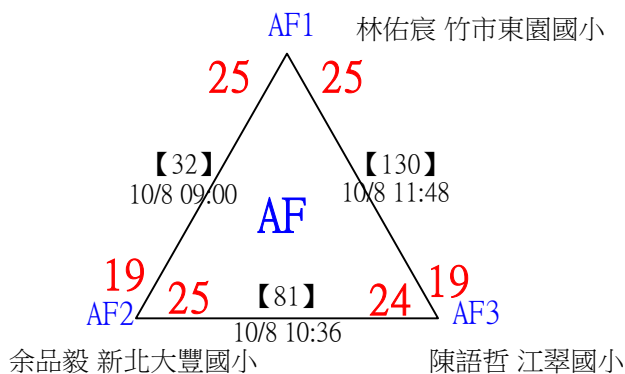 AF1
林佑宸 竹市東園國小
25
25
【32】
10/8 09:00
【130】
10/8 11:48
AF
19
25
【81】
24
19
AF2
AF3
10/8 10:36
余品毅 新北大豐國小
陳語哲 江翠國小